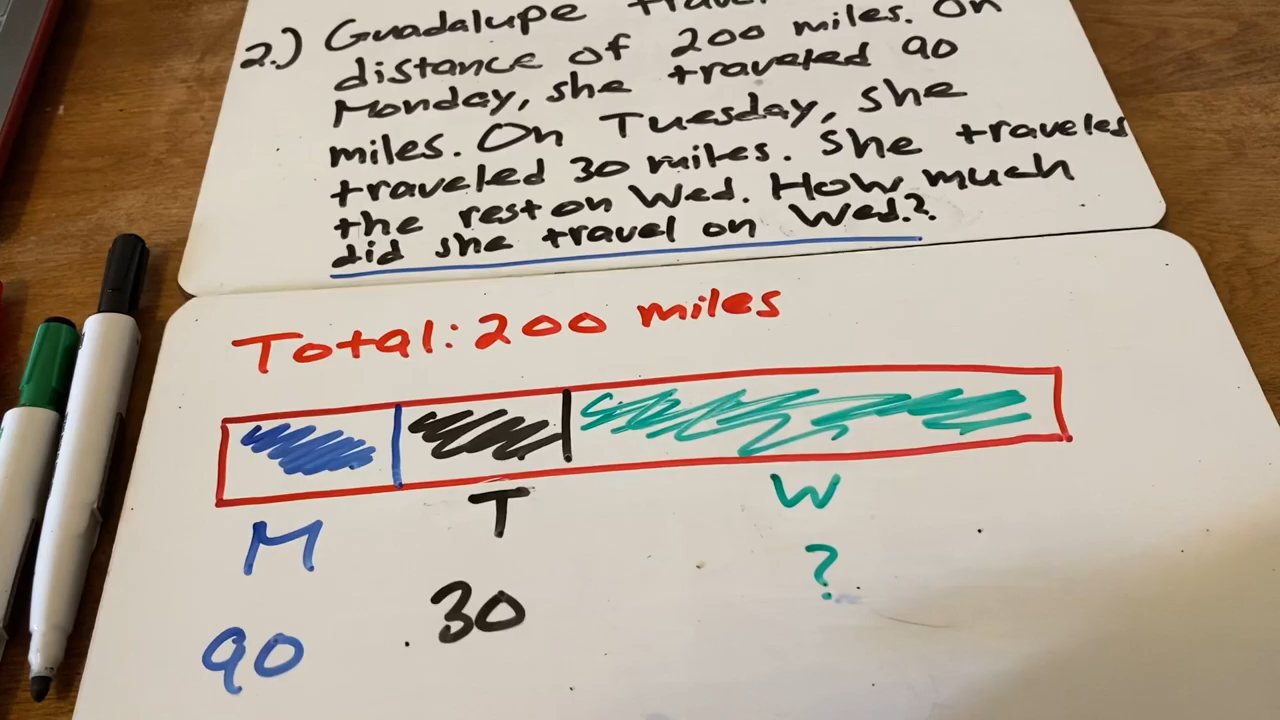 2.) Guadalupe
distance of 200 miles. On
Monday, she traveled 90
miles. On Tuesday, she
traveled 30 miles. She traveled
the rest on Wed. How much
did she travel on Wed.?
Total: 200 miles
M T W
90 30 ?